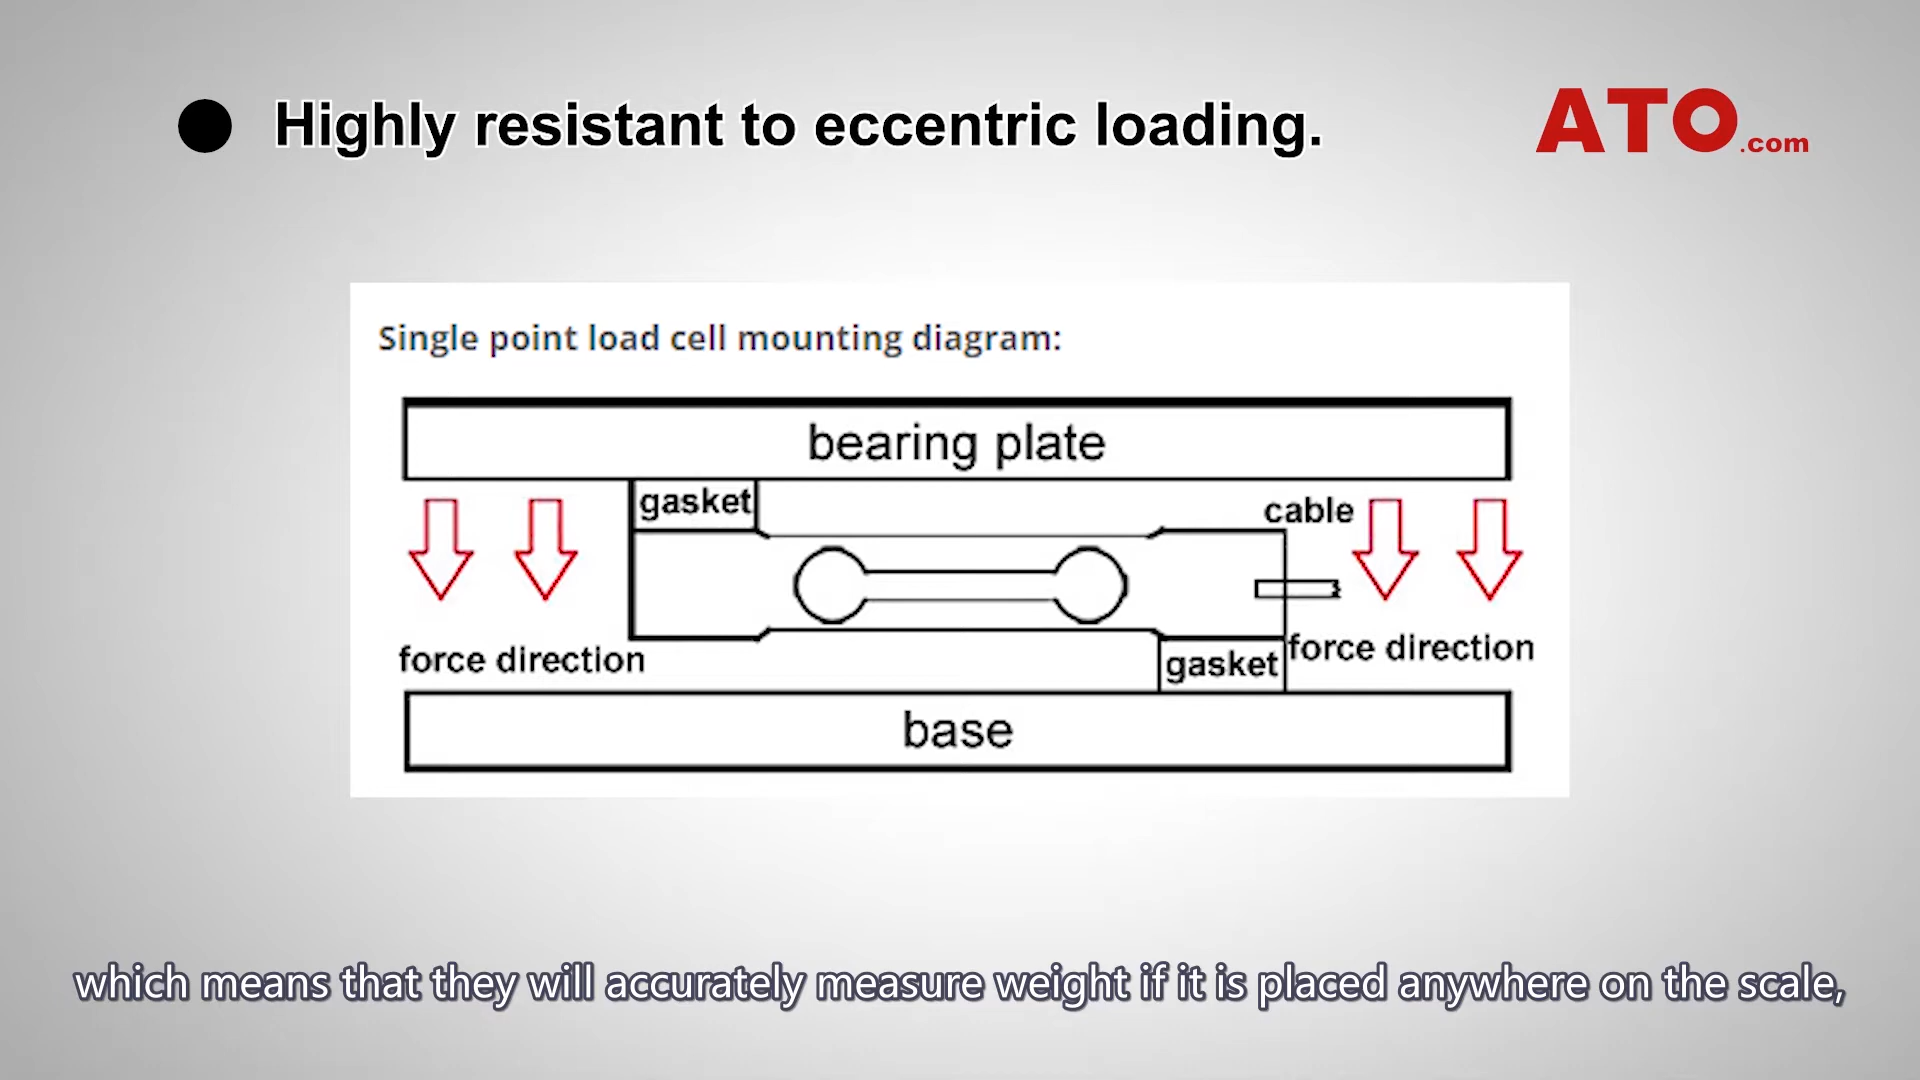 Highly resistant to eccentric loading.
ATO.com
Single point load cell mounting diagram:
bearing plate
gasket
cable
force direction
gasket
force direction
base
which means that they will accurately measure weight if it is placed anywhere on the scale,